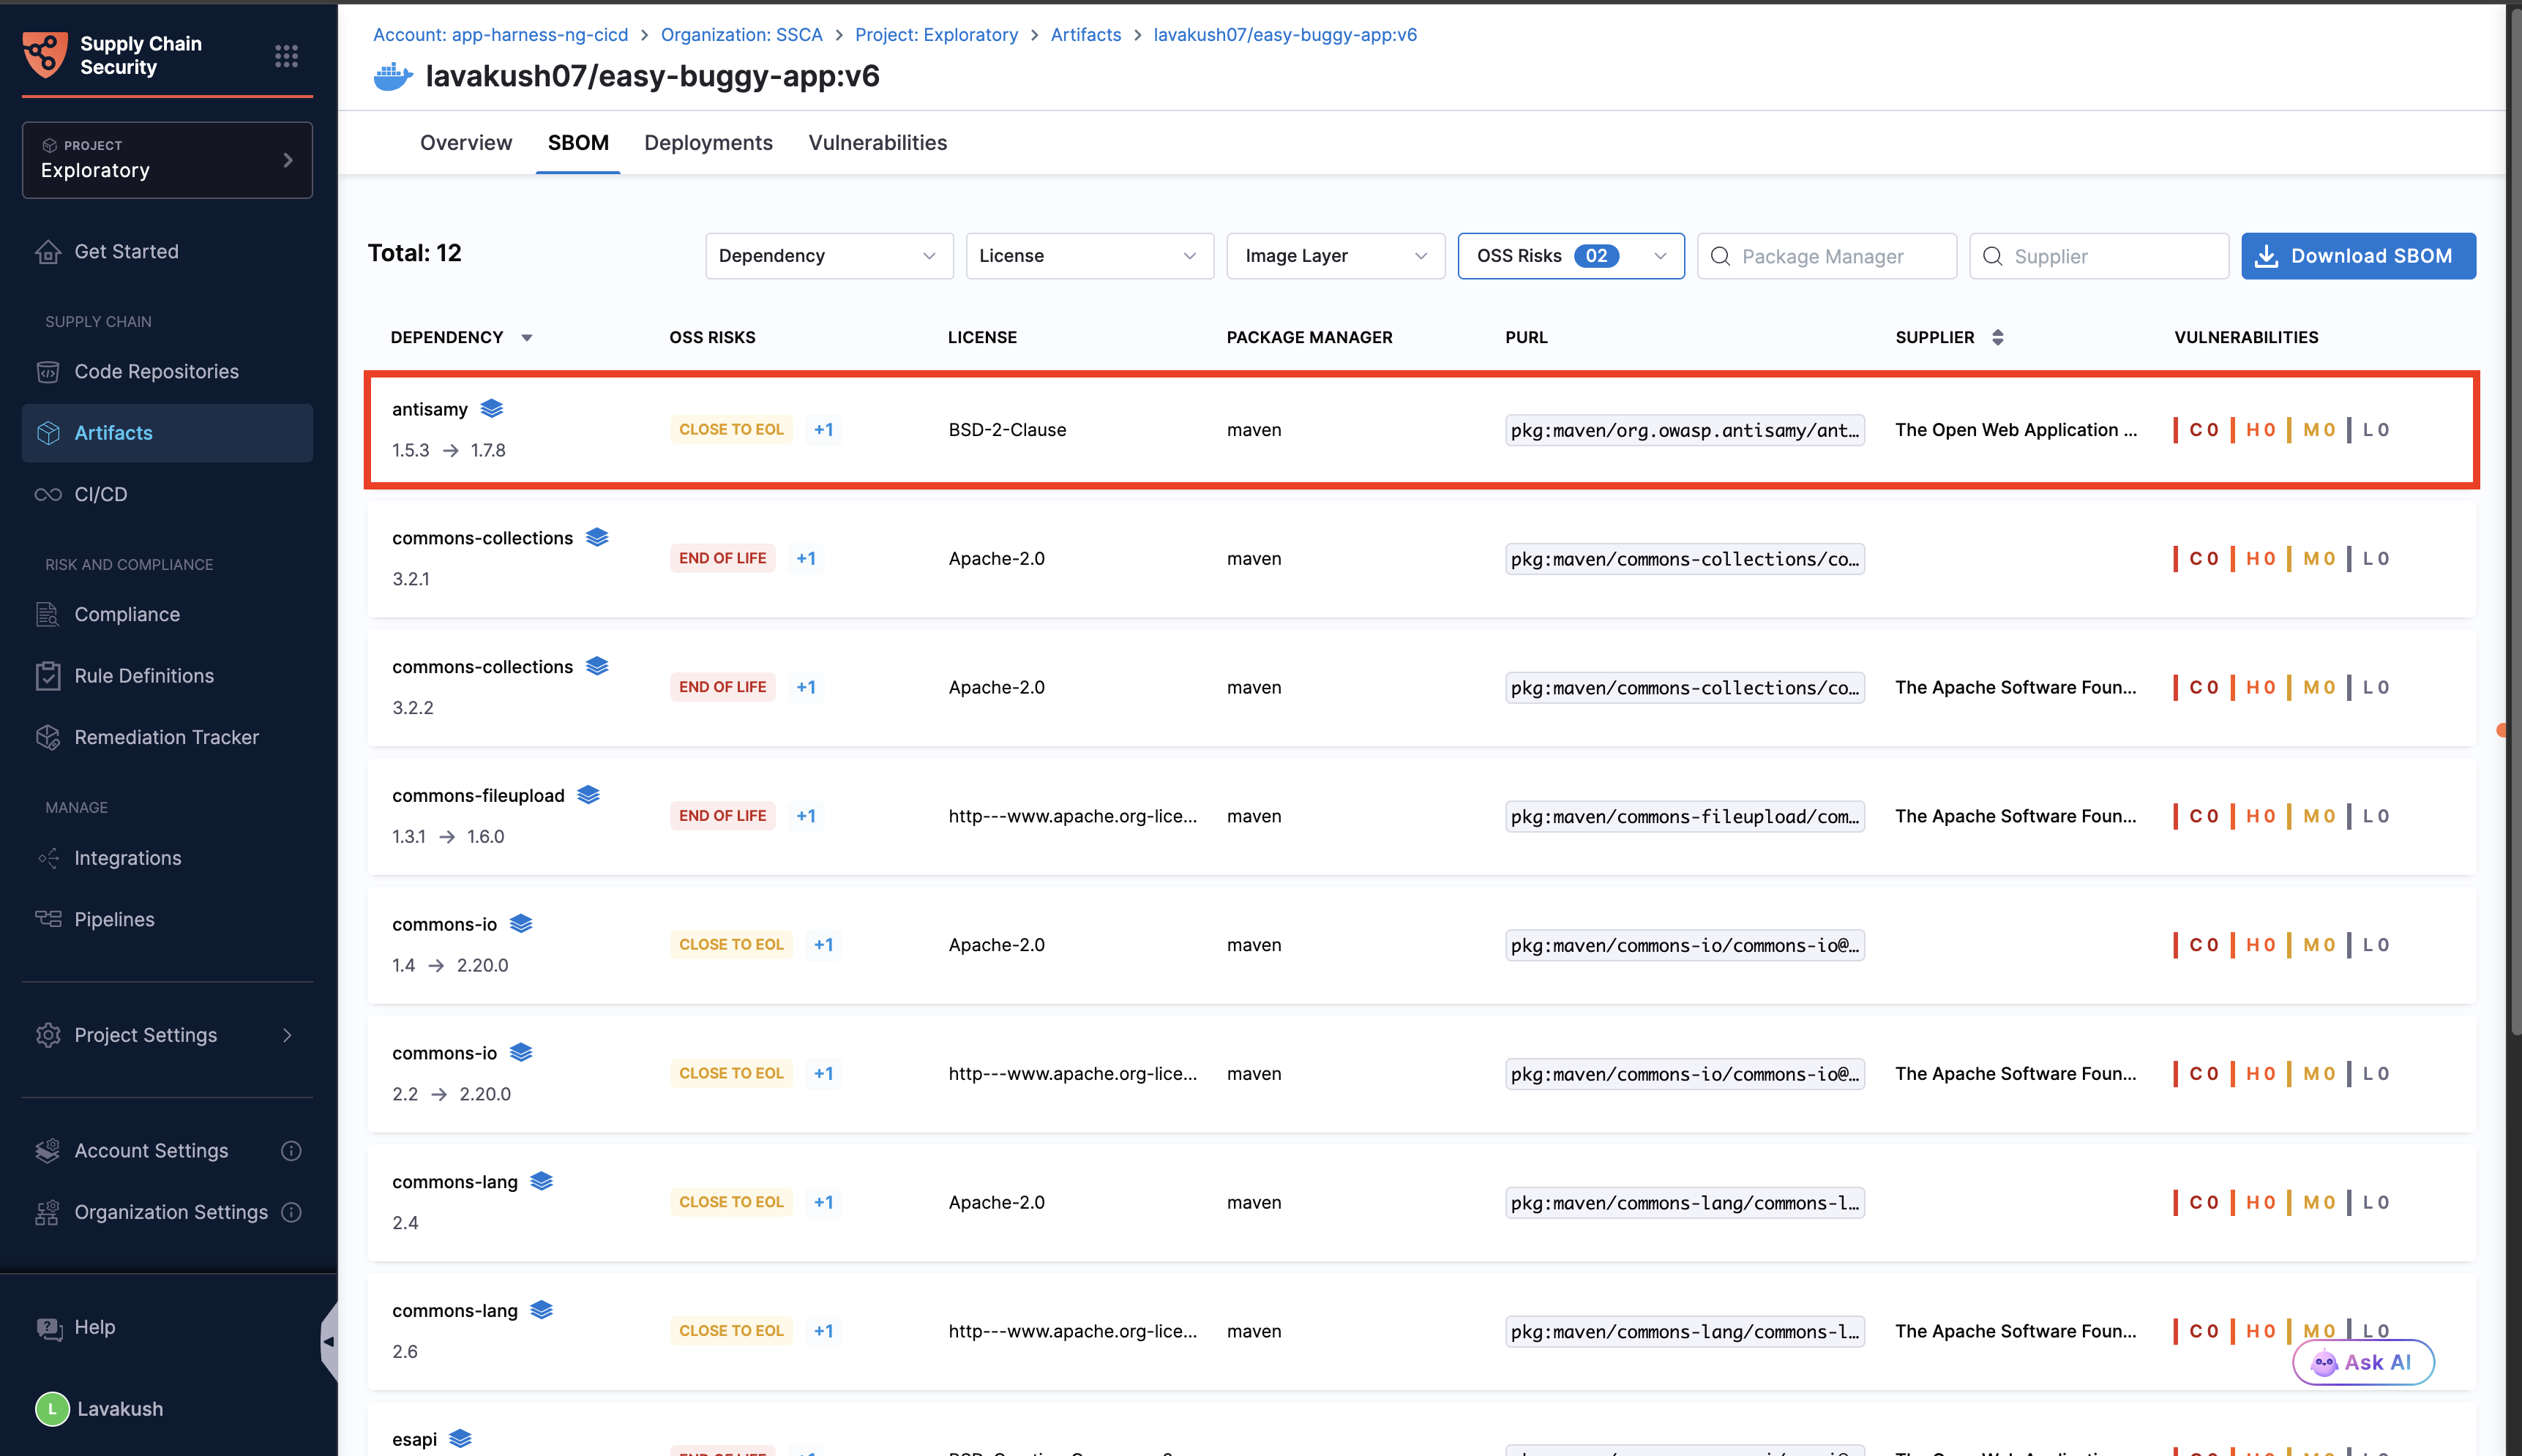 Supply Chain
Security
PROJECT
Exploratory
Get Started
SUPPLY CHAIN
Code Repositories
Artifacts
CI/CD
RISK AND COMPLIANCE
Compliance
Rule Definitions
Remediation Tracker
MANAGE
Integrations
Pipelines
Project Settings
Account Settings
Organization Settings
Help
L Lavakush
Account: app-harness-ng-cicd > Organization: SSCA > Project: Exploratory > Artifacts > lavakush07/easy-buggy-app:v6
lavakush07/easy-buggy-app:v6
Overview SBOM Deployments Vulnerabilities
Total: 12 Dependency License Image Layer OSS Risks 02 Package Manager Supplier Download SBOM
DEPENDENCY OSS RISKS LICENSE PACKAGE MANAGER PURL SUPPLIER VULNERABILITIES
antisamy
1.5.3 → 1.7.8
CLOSE TO EOL +1 BSD-2-Clause maven pkg:maven/org.owasp.antisamy/ant... The Open Web Application ... C 0 H 0 M 0 L 0
commons-collections
3.2.1
END OF LIFE +1 Apache-2.0 maven pkg:maven/commons-collections/co... C 0 H 0 M 0 L 0
commons-collections
3.2.2
END OF LIFE +1 Apache-2.0 maven pkg:maven/commons-collections/co... The Apache Software Foun... C 0 H 0 M 0 L 0
commons-fileupload
1.3.1 → 1.6.0
END OF LIFE +1 http---www.apache.org-lice... maven pkg:maven/commons-fileupload/com... The Apache Software Foun... C 0 H 0 M 0 L 0
commons-io
1.4 → 2.20.0
CLOSE TO EOL +1 Apache-2.0 maven pkg:maven/commons-io/commons-io@... C 0 H 0 M 0 L 0
commons-io
2.2 → 2.20.0
CLOSE TO EOL +1 http---www.apache.org-lice... maven pkg:maven/commons-io/commons-io@... The Apache Software Foun... C 0 H 0 M 0 L 0
commons-lang
2.4
CLOSE TO EOL +1 Apache-2.0 maven pkg:maven/commons-lang/commons-l... C 0 H 0 M 0 L 0
commons-lang
2.6
CLOSE TO EOL +1 http---www.apache.org-lice... maven pkg:maven/commons-lang/commons-l... The Apache Software Foun... C 0 H 0 M 0 L 0
Ask AI
esapi